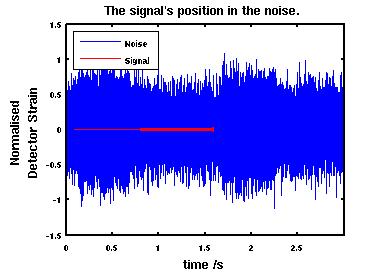 The signal's position in the noise.
Noise
Signal
Normalised
Detector Strain
1.5
1
0.5
0
-0.5
-1
-1.5
0
0.5
1
1.5
2
2.5
time /s